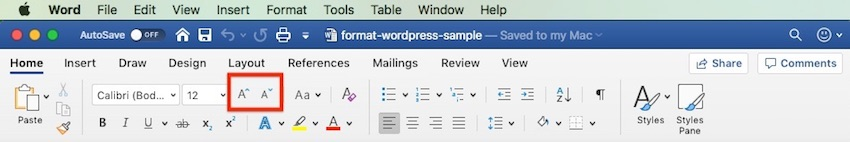 Word File Edit View Insert Format Tools Table Window Help
AutoSave OFF format-wordpress-sample — Saved to my Mac
Home Insert Draw Design Layout References Mailings Review View Share Comments
Calibri (Bod... 12 A^ Aˇ Aa A A Z Styles Styles Pane
Paste B I U ab x₂ x² A A